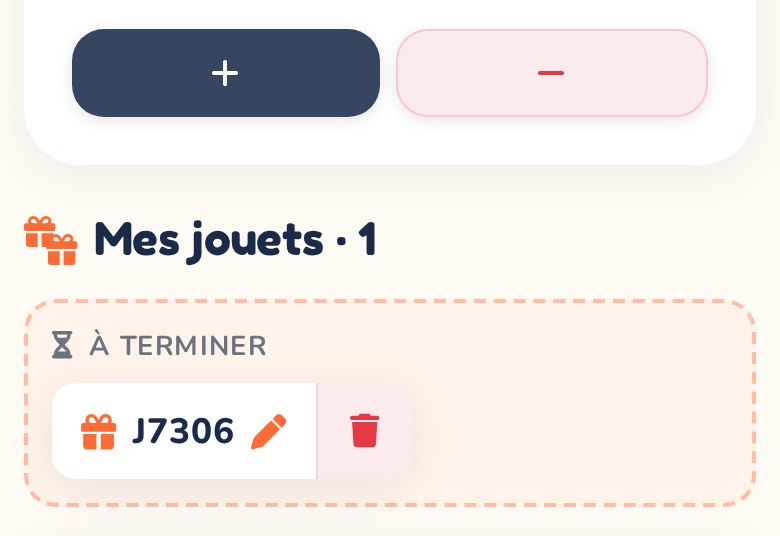 + −
Mes jouets · 1
À TERMINER
J7306